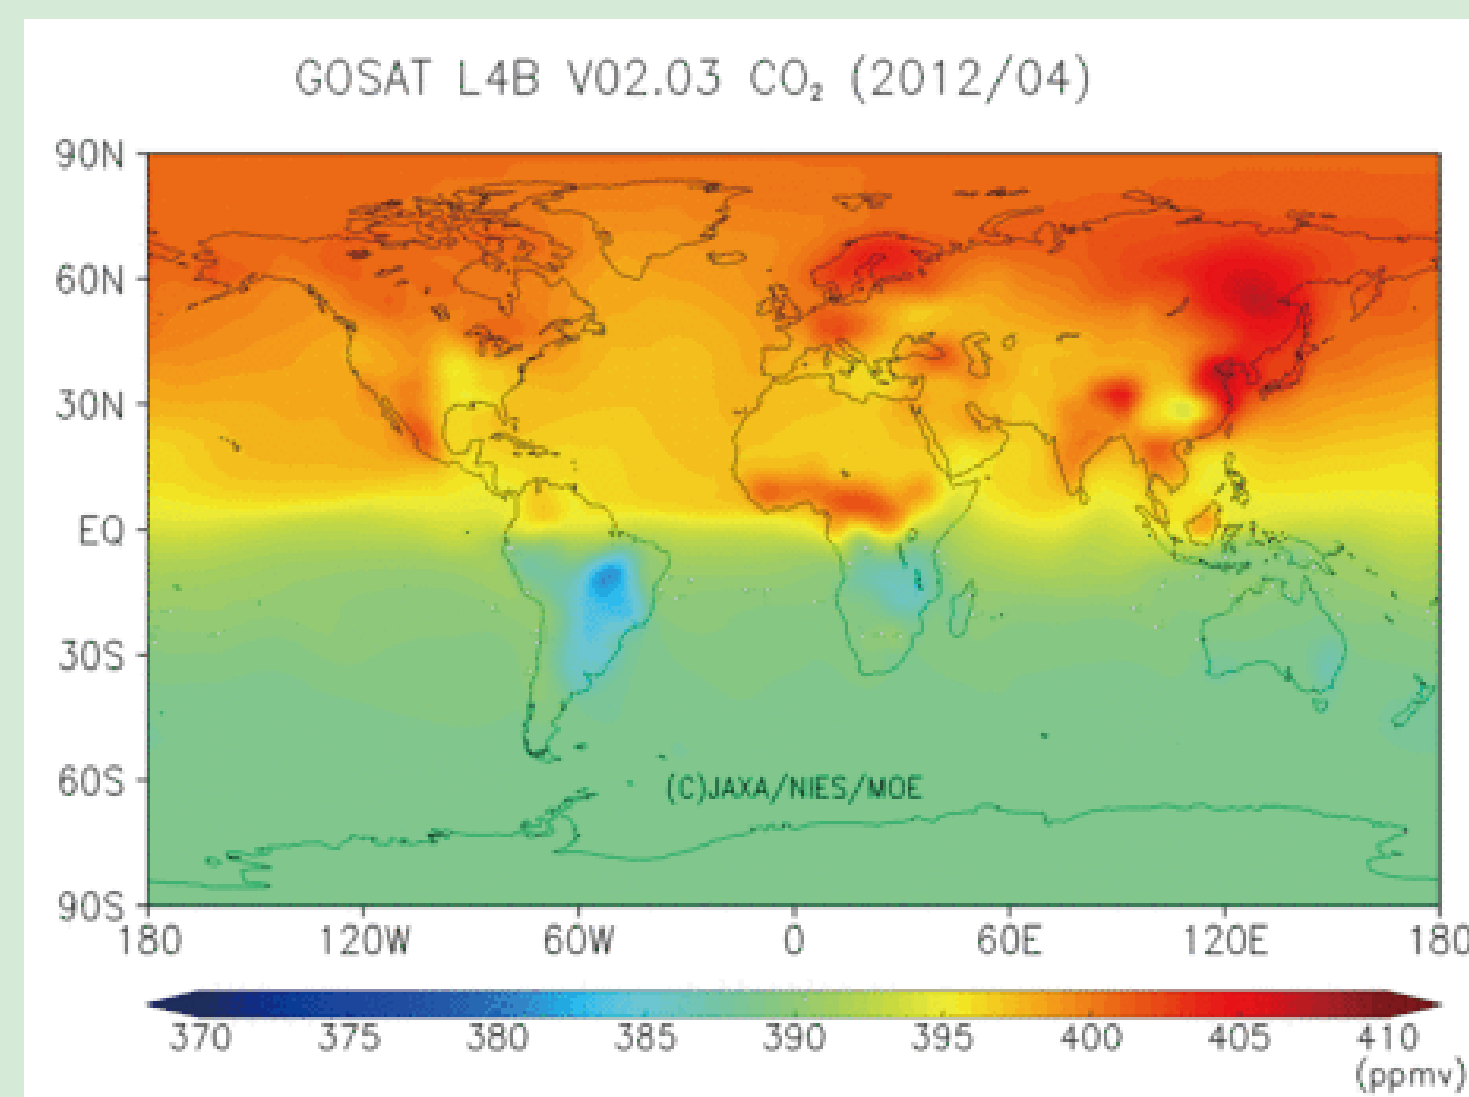 GOSAT L4B V02.03 CO₂ (2012/04)
90N
60N
30N
EQ
30S
60S
90S
(C)JAXA/NIES/MOE
180 120W 60W 0 60E 120E 180
370 375 380 385 390 395 400 405 410
(ppmv)